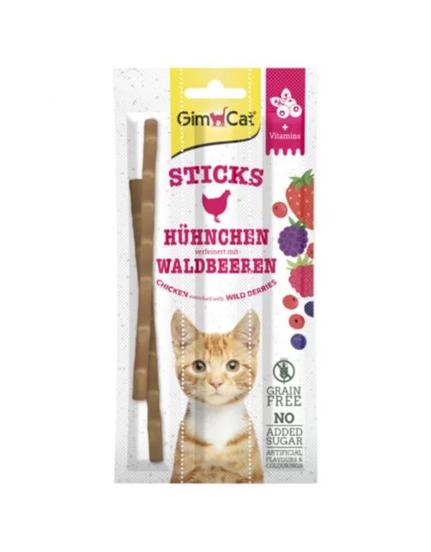 GimCat
+
Vitamins
STICKS
HÜHNCHEN
verfeinert mit
WALDBEEREN
CHICKEN enriched with WILD BERRIES
GRAIN
FREE
NO
ADDED
SUGAR
ARTIFICIAL
FLAVOURS &
COLOURINGS